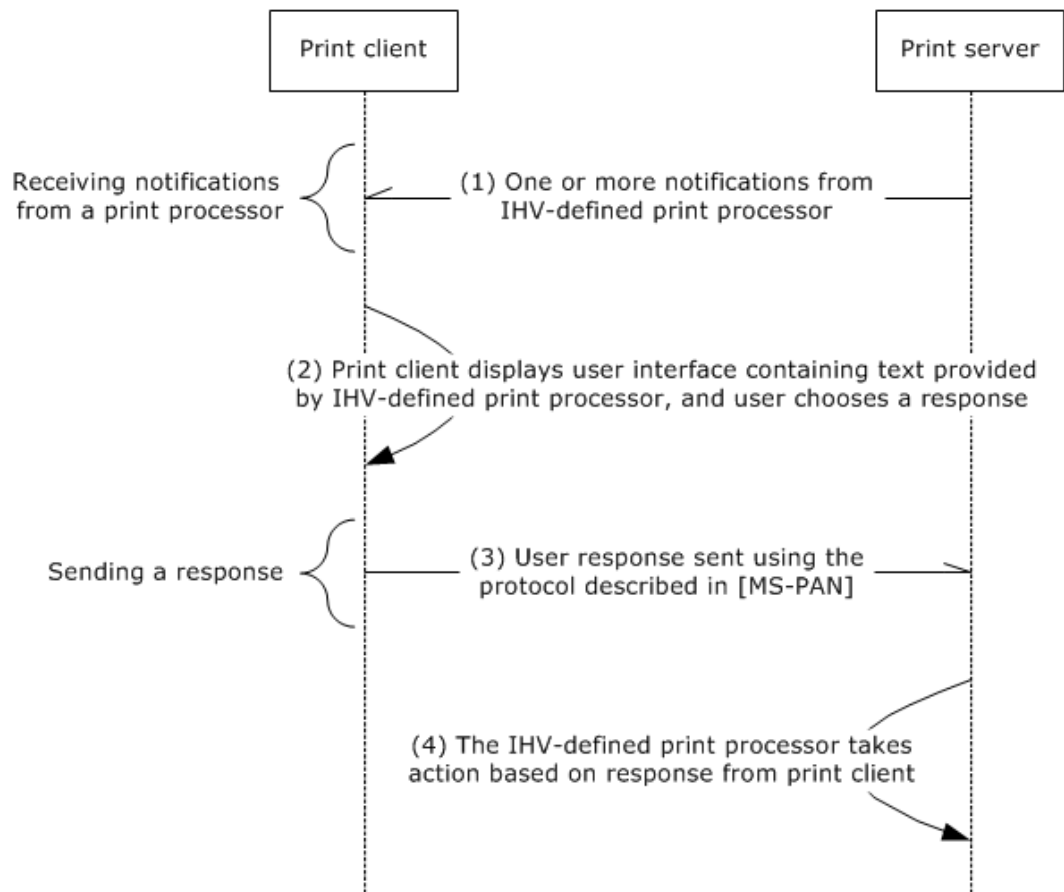 Print client
Print server
Receiving notifications
from a print processor
(1) One or more notifications from
IHV-defined print processor
(2) Print client displays user interface containing text provided
by IHV-defined print processor, and user chooses a response
Sending a response
(3) User response sent using the
protocol described in [MS-PAN]
(4) The IHV-defined print processor takes
action based on response from print client